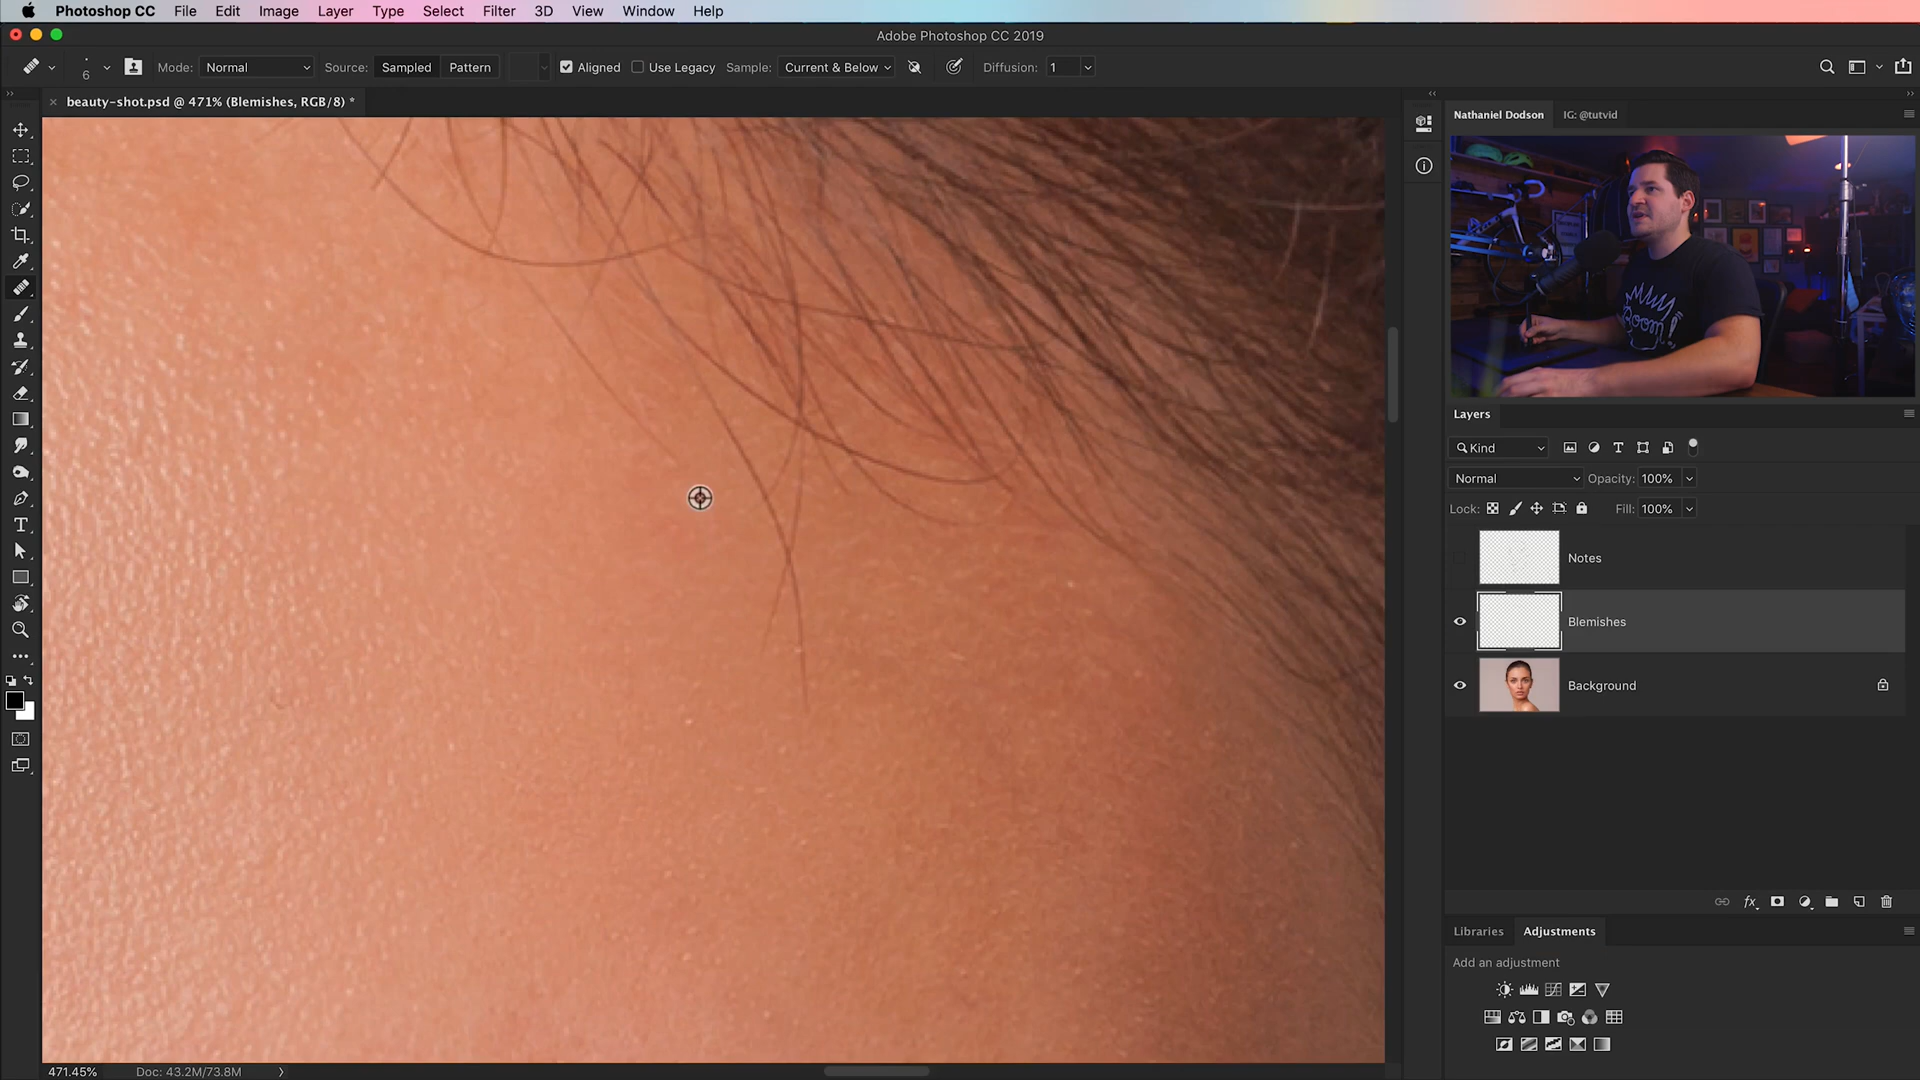 Photoshop CC File Edit Image Layer Type Select Filter 3D View Window Help
Adobe Photoshop CC 2019
6 Mode: Normal Source: Sampled Pattern Aligned Use Legacy Sample: Current & Below Diffusion: 1
beauty-shot.psd @ 471% (Blemishes, RGB/8) *
Nathaniel Dodson IG: @tutvid
BOOM!
Layers
Kind
Normal Opacity: 100%
Lock: Fill: 100%
Notes
Blemishes
Background
fx
Libraries Adjustments
Add an adjustment
471.45% Doc: 43.2M/73.8M